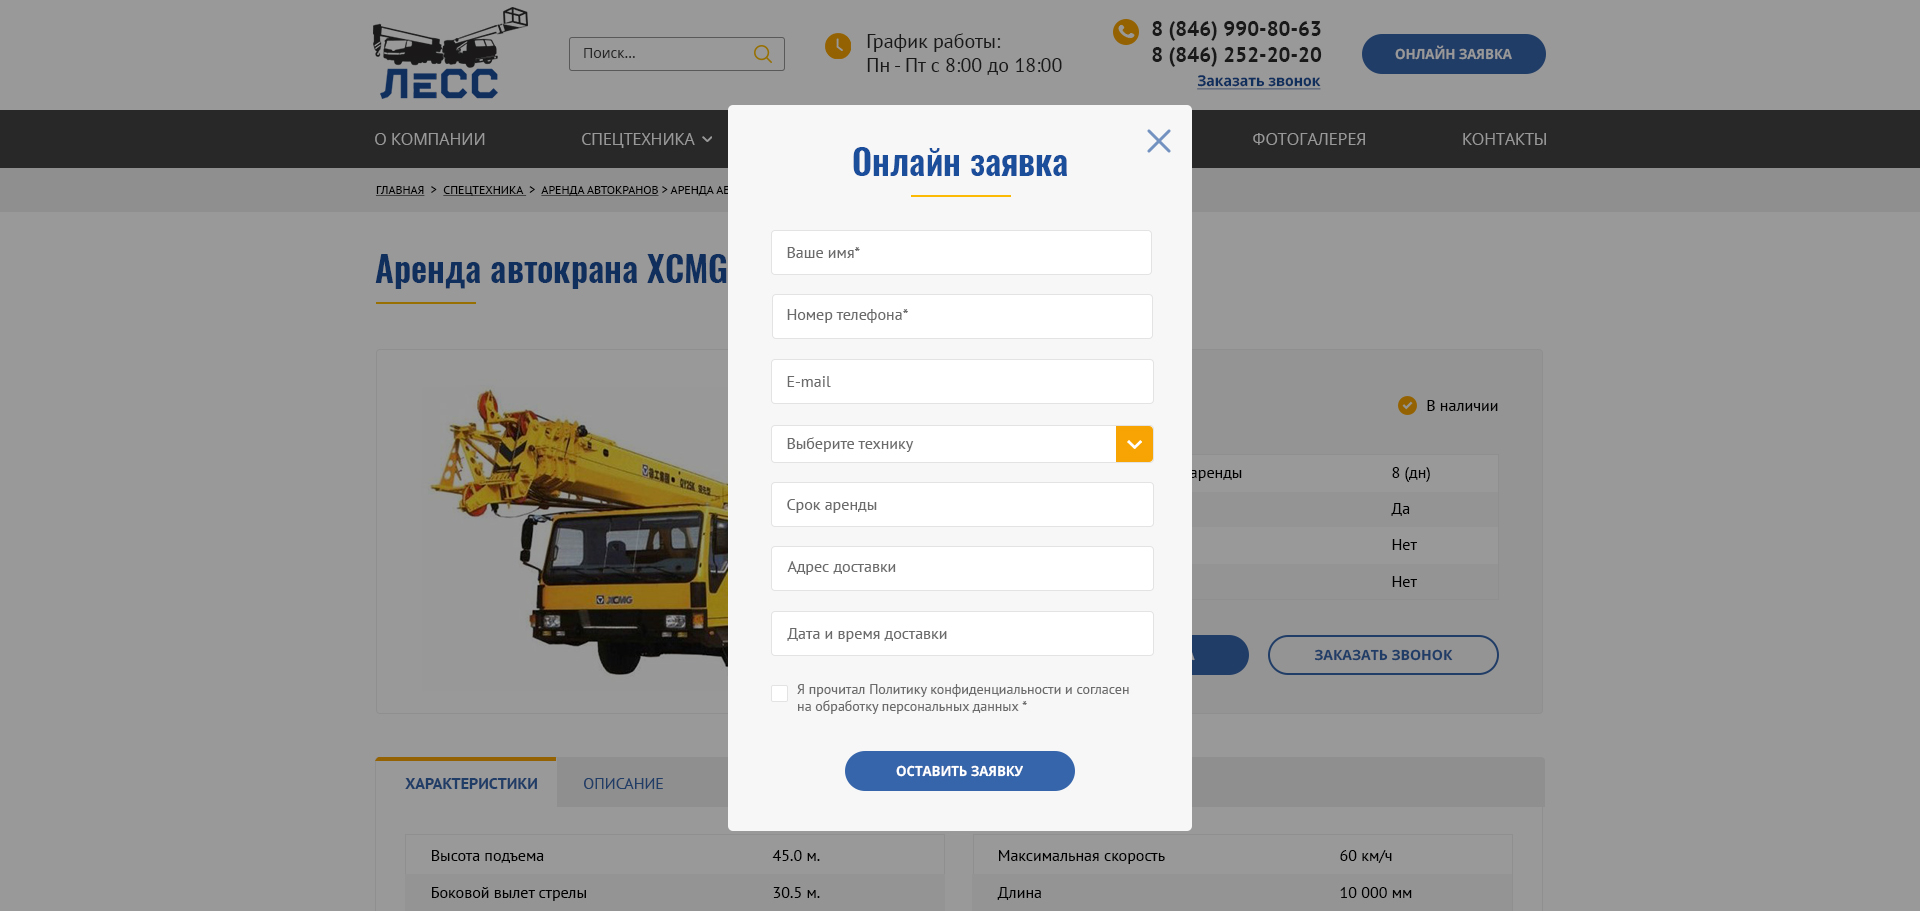 ЛеСС
Поиск...
График работы:
Пн - Пт с 8:00 до 18:00
8 (846) 990-80-63
8 (846) 252-20-20
Заказать звонок
ОНЛАЙН ЗАЯВКА
О КОМПАНИИ
СПЕЦТЕХНИКА
ФОТОГАЛЕРЕЯ
КОНТАКТЫ
ГЛАВНАЯ > СПЕЦТЕХНИКА > АРЕНДА АВТОКРАНОВ > АРЕНДА АВ
Аренда автокрана XCMG
Онлайн заявка
Ваше имя*
Номер телефона*
E-mail
Выберите технику
Срок аренды
Адрес доставки
Дата и время доставки
Я прочитал Политику конфиденциальности и согласен
на обработку персональных данных *
ОСТАВИТЬ ЗАЯВКУ
XCMG
В наличии
аренды 8 (дн)
Да
Нет
Нет
ЗАКАЗАТЬ ЗВОНОК
ХАРАКТЕРИСТИКИ
ОПИСАНИЕ
Высота подъема 45.0 м.
Боковой вылет стрелы 30.5 м.
Максимальная скорость 60 км/ч
Длина 10 000 мм